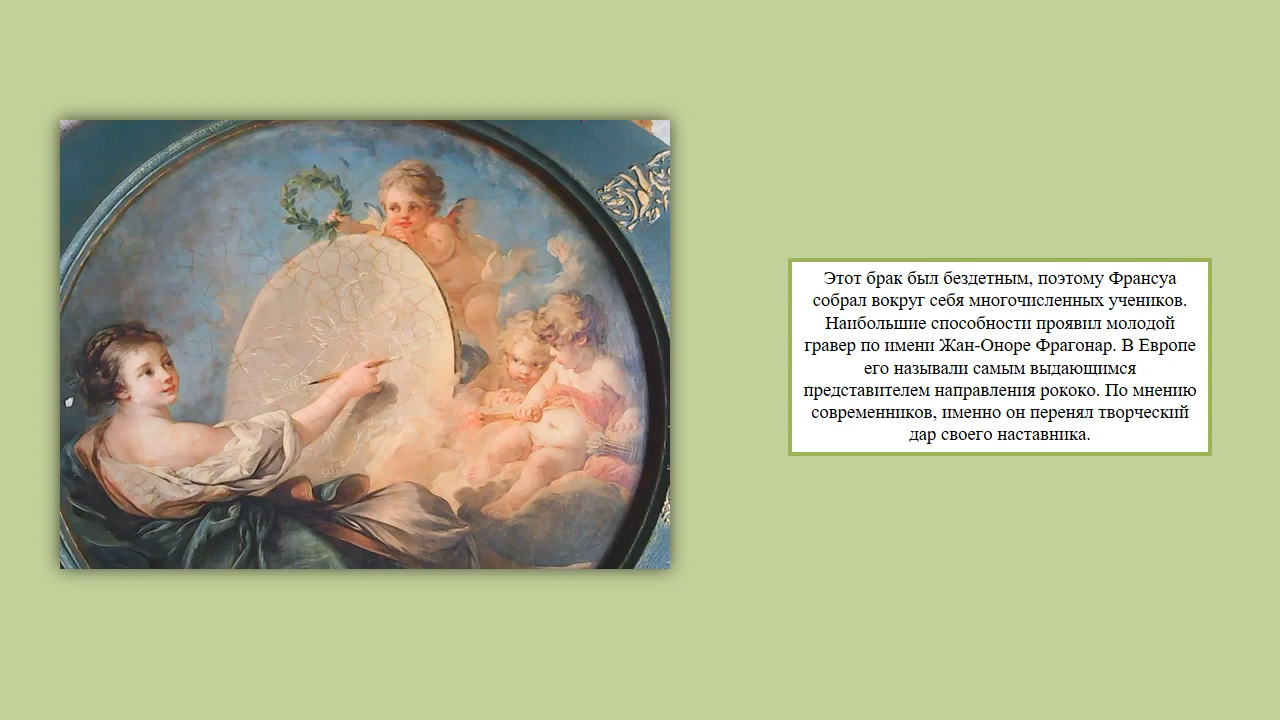 Этот брак был бездетным, поэтому Франсуа
собрал вокруг себя многочисленных учеников.
Наибольшие способности проявил молодой
гравер по имени Жан-Оноре Фрагонар. В Европе
его называли самым выдающимся
представителем направления рококо. По мнению
современников, именно он перенял творческий
дар своего наставника.